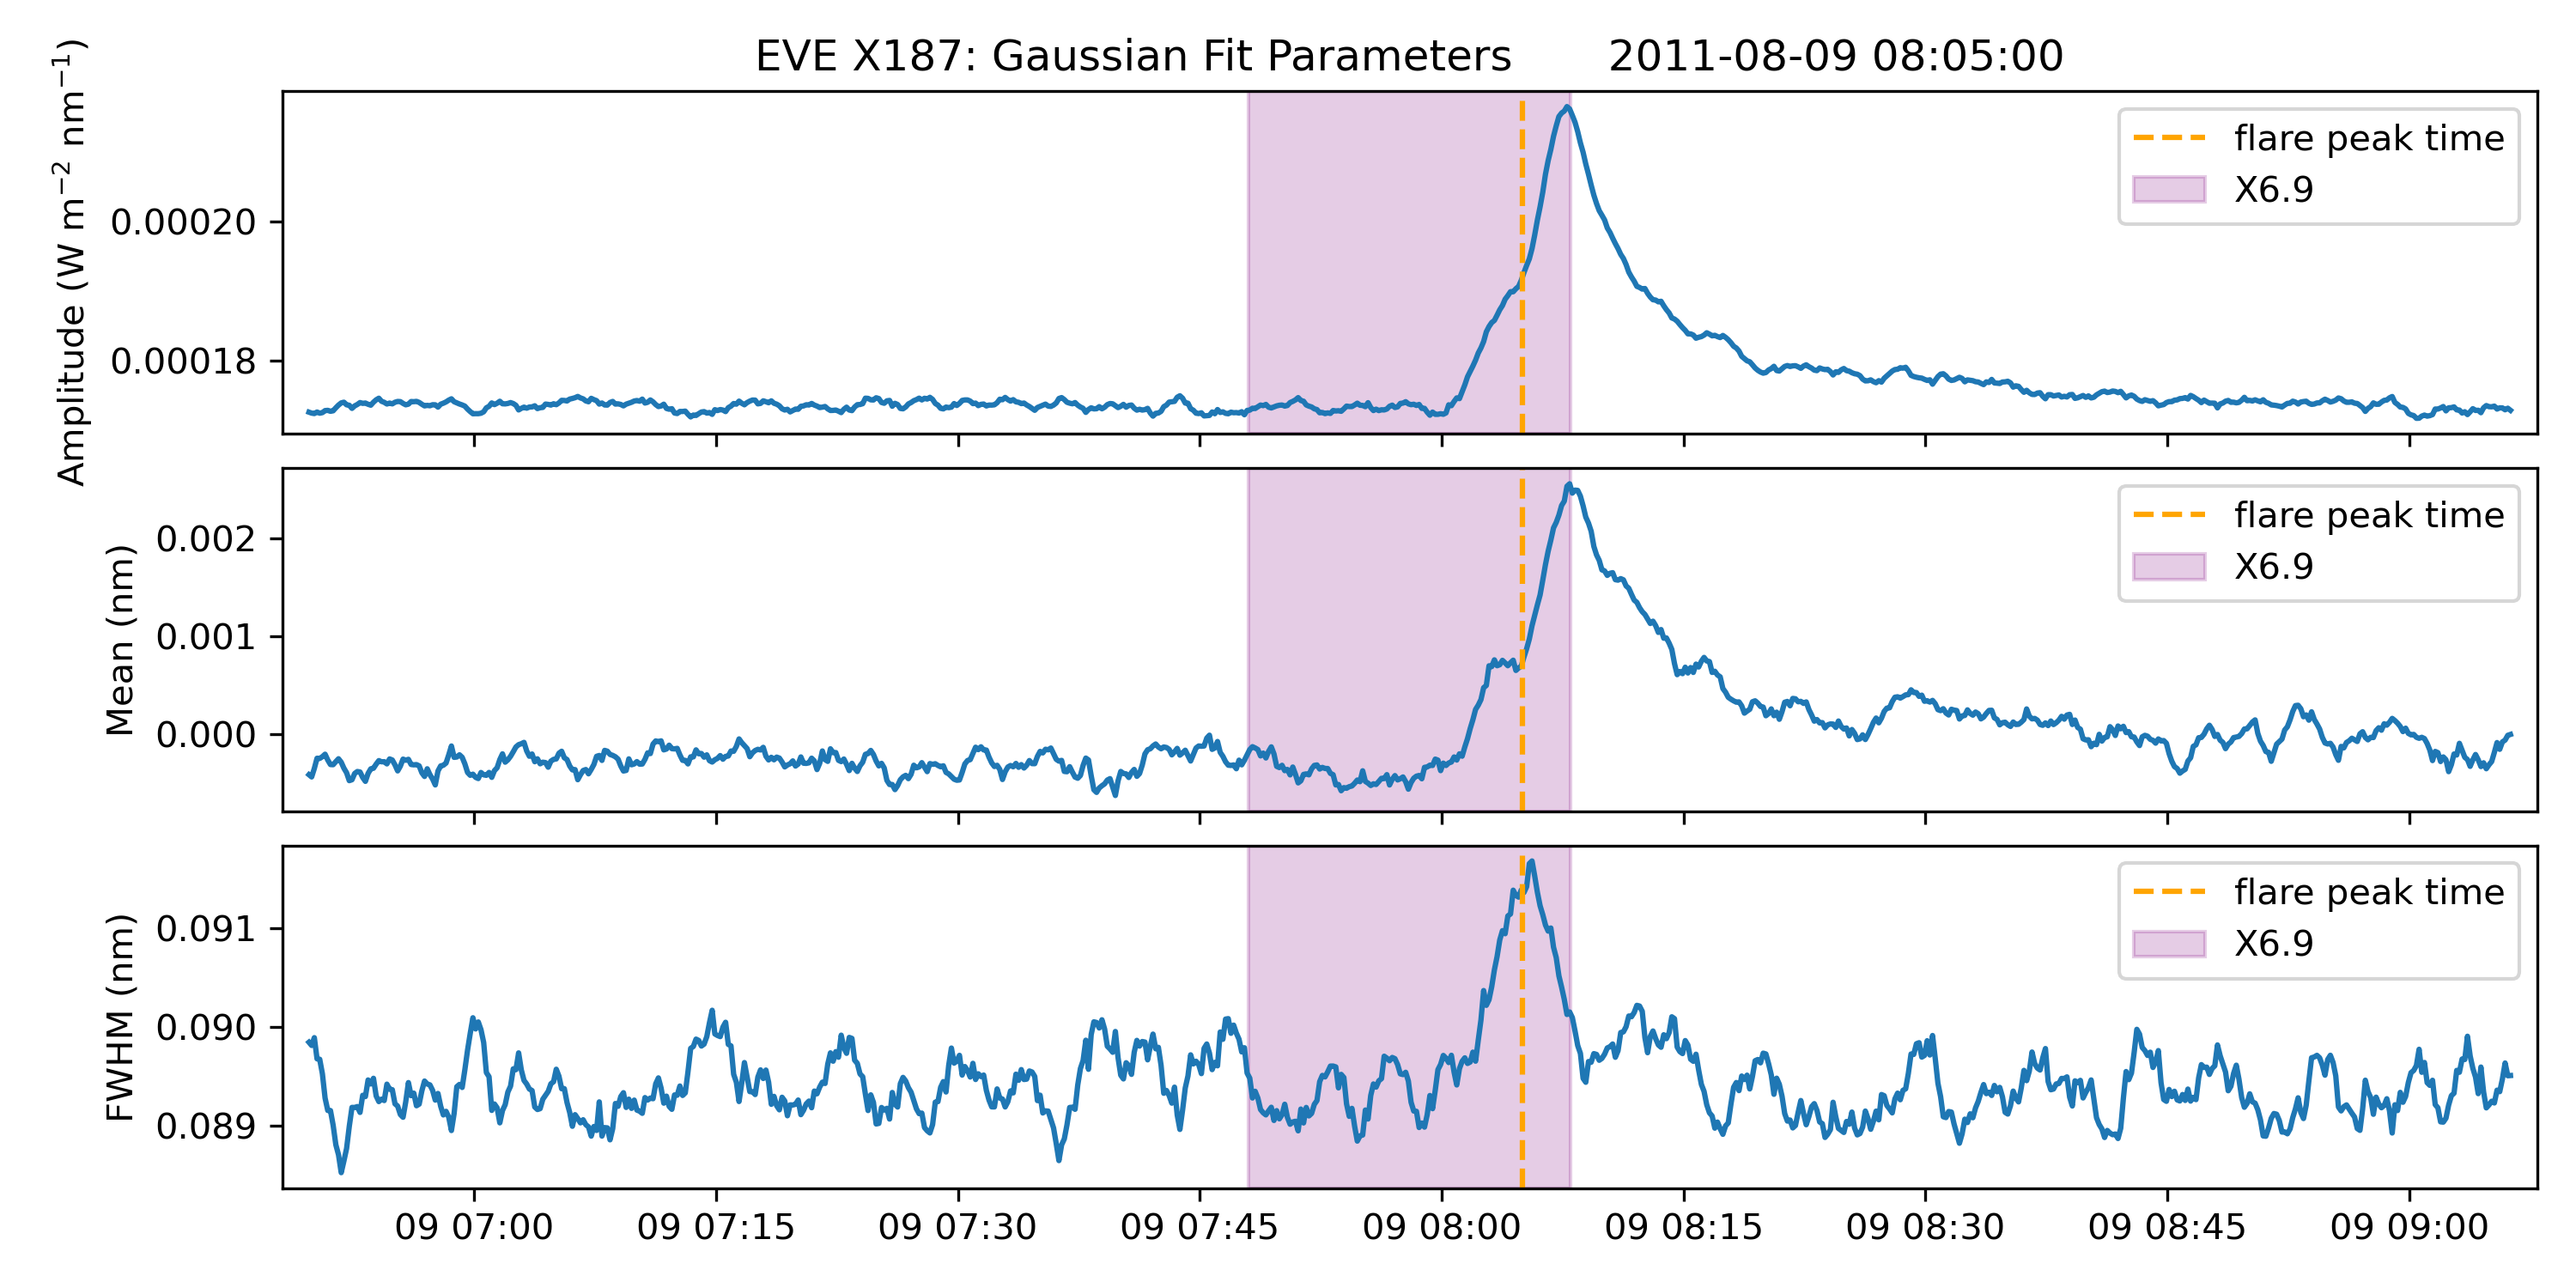 EVE X187: Gaussian Fit Parameters 2011-08-09 08:05:00
Amplitude (W m⁻² nm⁻¹)
0.00020
0.00018
flare peak time
X6.9
Mean (nm)
0.002
0.001
0.000
flare peak time
X6.9
FWHM (nm)
0.091
0.090
0.089
flare peak time
X6.9
09 07:00 09 07:15 09 07:30 09 07:45 09 08:00 09 08:15 09 08:30 09 08:45 09 09:00